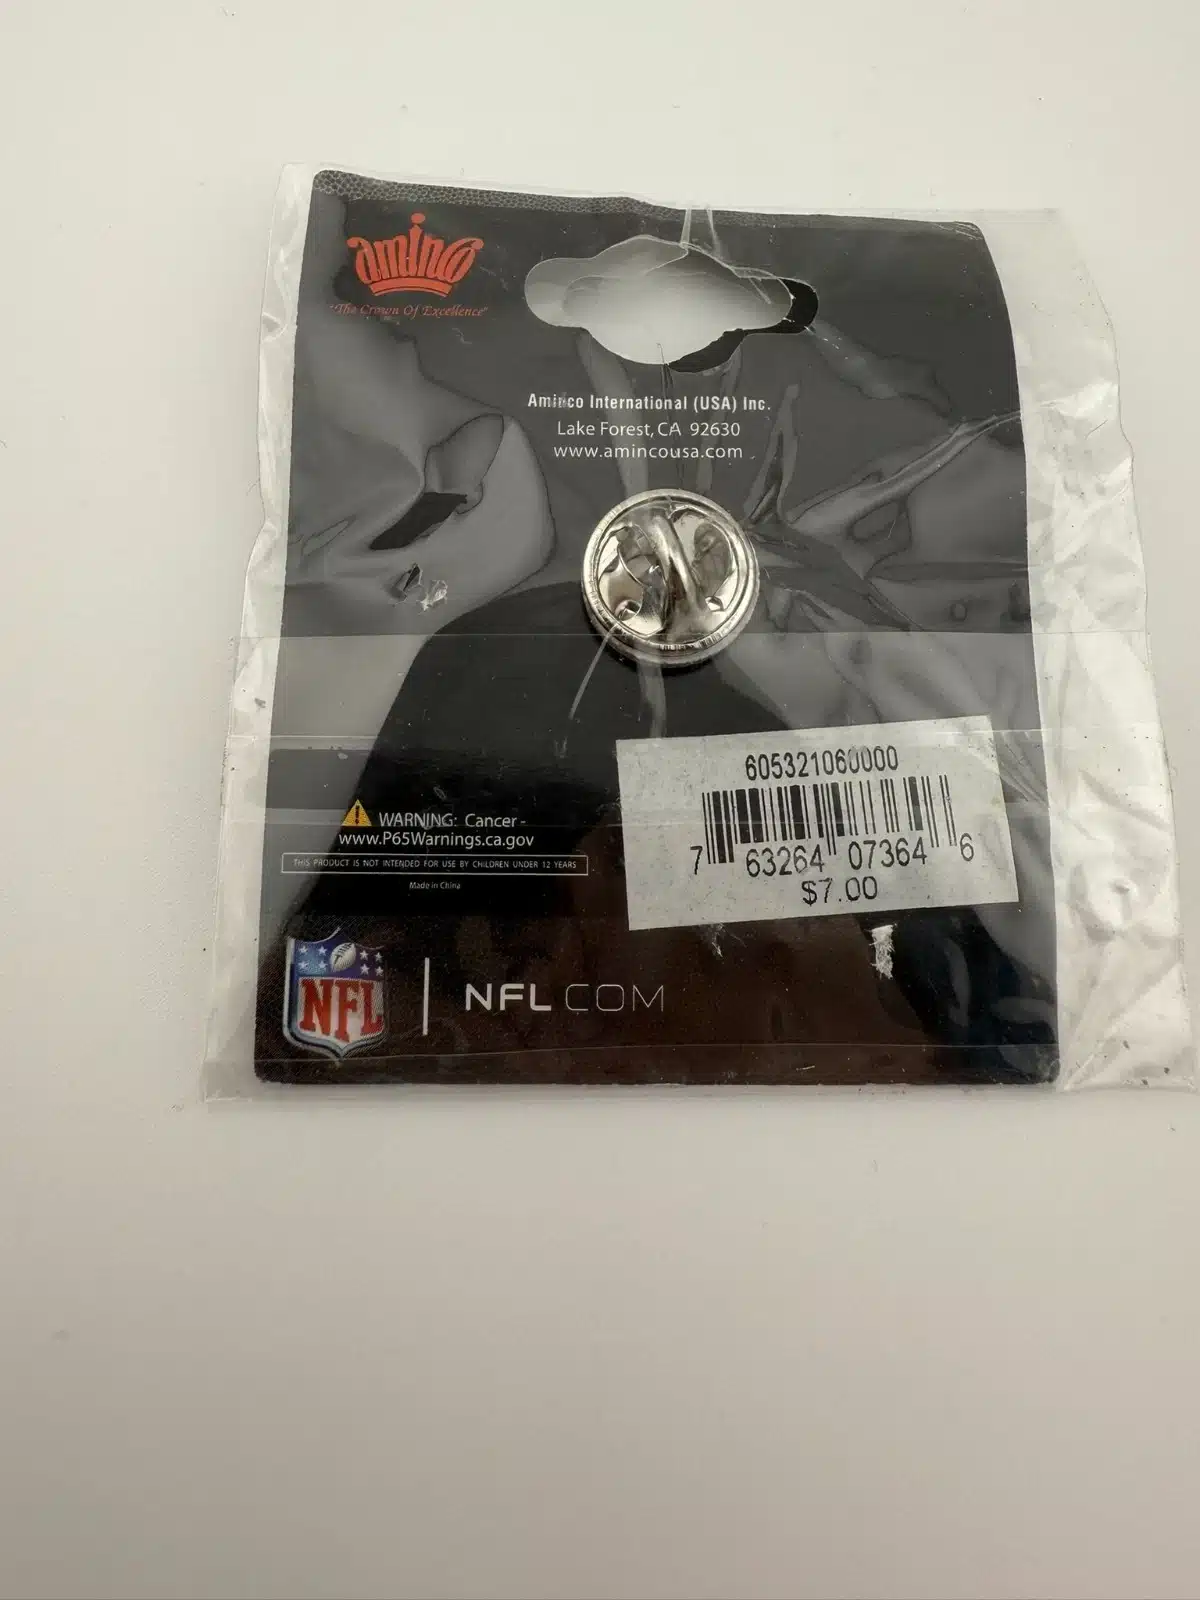 aminco
"The Crown Of Excellence"
Aminco International (USA) Inc.
Lake Forest, CA 92630
www.amincousa.com
605321060000
7 63264 07364 6
$7.00
WARNING: Cancer -
www.P65Warnings.ca.gov
THIS PRODUCT IS NOT INTENDED FOR USE BY CHILDREN UNDER 12 YEARS
Made in China
NFL
NFL COM